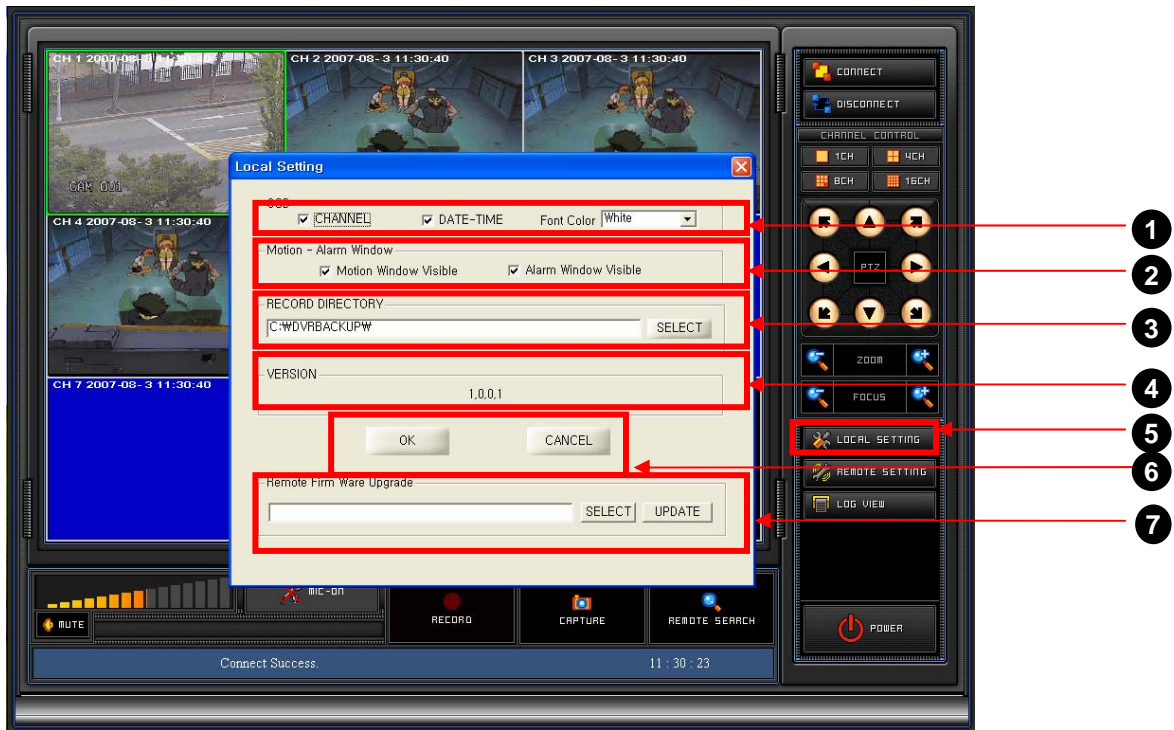 CH 1 2007-08- 3 11:30:40
CH 2 2007-08- 3 11:30:40
CH 3 2007-08- 3 11:30:40
CAM 001
CH 4 2007-08- 3 11:30:40
CH 7 2007-08- 3 11:30:40
Local Setting
CHANNEL
DATE-TIME
Font Color
White
Motion - Alarm Window
Motion Window Visible
Alarm Window Visible
RECORD DIRECTORY
C:₩DVRBACKUP₩
SELECT
VERSION
1,0,0,1
OK
CANCEL
Remote Firm Ware Upgrade
SELECT
UPDATE
CONNECT
DISCONNECT
CHANNEL CONTROL
1CH
4CH
8CH
16CH
PTZ
ZOOM
FOCUS
LOCAL SETTING
REMOTE SETTING
LOG VIEW
POWER
MUTE
MIC-ON
RECORD
CAPTURE
REMOTE SEARCH
Connect Success.
11 : 30 : 23
1
2
3
4
5
6
7